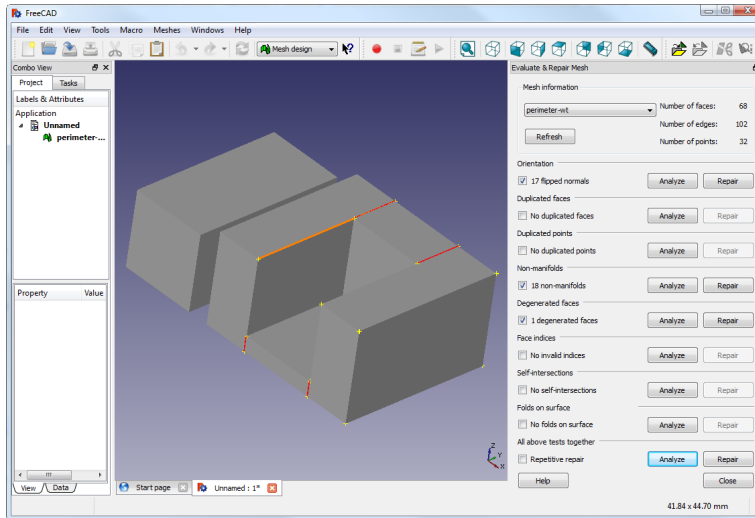 FreeCAD
File Edit View Tools Macro Meshes Windows Help
Mesh design
Combo View
Project Tasks
Labels & Attributes
Application
Unnamed
perimeter-...
Property Value
View Data
Start page
Unnamed : 1*
Z
Y
X
Evaluate & Repair Mesh
Mesh information
perimeter-wt
Refresh
Number of faces: 68
Number of edges: 102
Number of points: 32
Orientation
17 flipped normals Analyze Repair
Duplicated faces
No duplicated faces Analyze Repair
Duplicated points
No duplicated points Analyze Repair
Non-manifolds
18 non-manifolds Analyze Repair
Degenerated faces
1 degenerated faces Analyze Repair
Face indices
No invalid indices Analyze Repair
Self-intersections
No self-intersections Analyze Repair
Folds on surface
No folds on surface Analyze Repair
All above tests together
Repetitive repair Analyze Repair
Help Close
41.84 x 44.70 mm